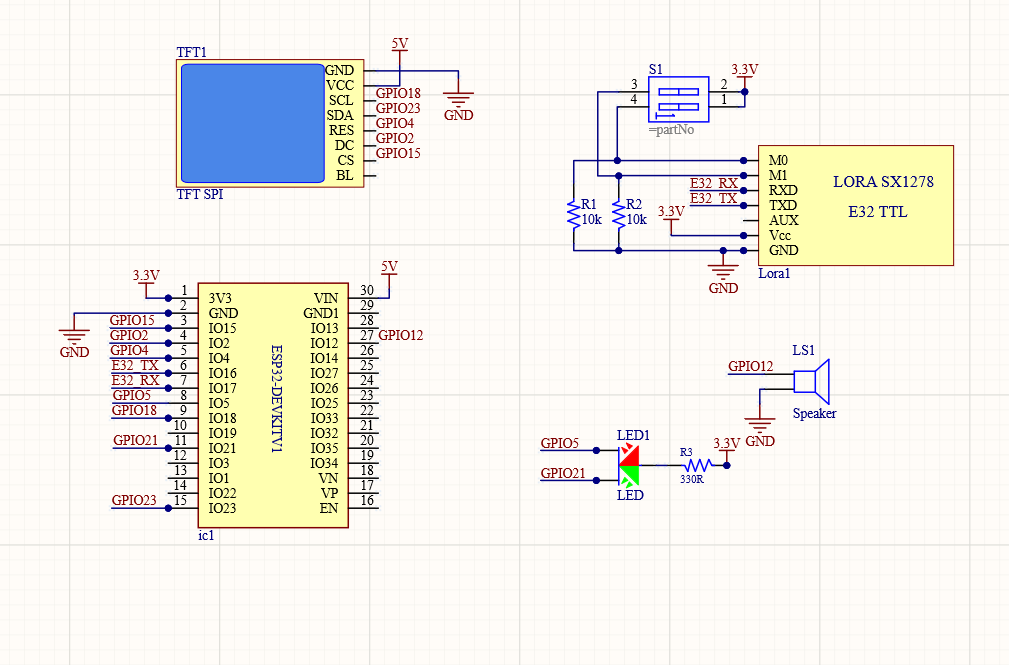 TFT1
5V
GND
VCC
SCL
SDA
RES
DC
CS
BL
GPIO18
GPIO23
GPIO4
GPIO2
GPIO15
GND
TFT SPI
S1
3.3V
3
4
2
1
=partNo
M0
M1
RXD
TXD
AUX
Vcc
GND
LORA SX1278
E32 TTL
E32_RX
E32_TX
3.3V
R1
10k
R2
10k
GND
Lora1
3.3V
5V
GND
GPIO15
GPIO2
GPIO4
E32_TX
E32_RX
GPIO5
GPIO18
GPIO21
GPIO23
1
2
3
4
5
6
7
8
9
10
11
12
13
14
15
3V3
GND
IO15
IO2
IO4
IO16
IO17
IO5
IO18
IO19
IO21
IO3
IO1
IO22
IO23
ESP32-DEVKITV1
VIN
GND1
IO13
IO12
IO14
IO27
IO26
IO25
IO33
IO32
IO35
IO34
VN
VP
EN
30
29
28
27
26
25
24
23
22
21
20
19
18
17
16
GPIO12
ic1
LS1
GPIO12
Speaker
GND
LED1
GPIO5
GPIO21
LED
R3
330R
3.3V